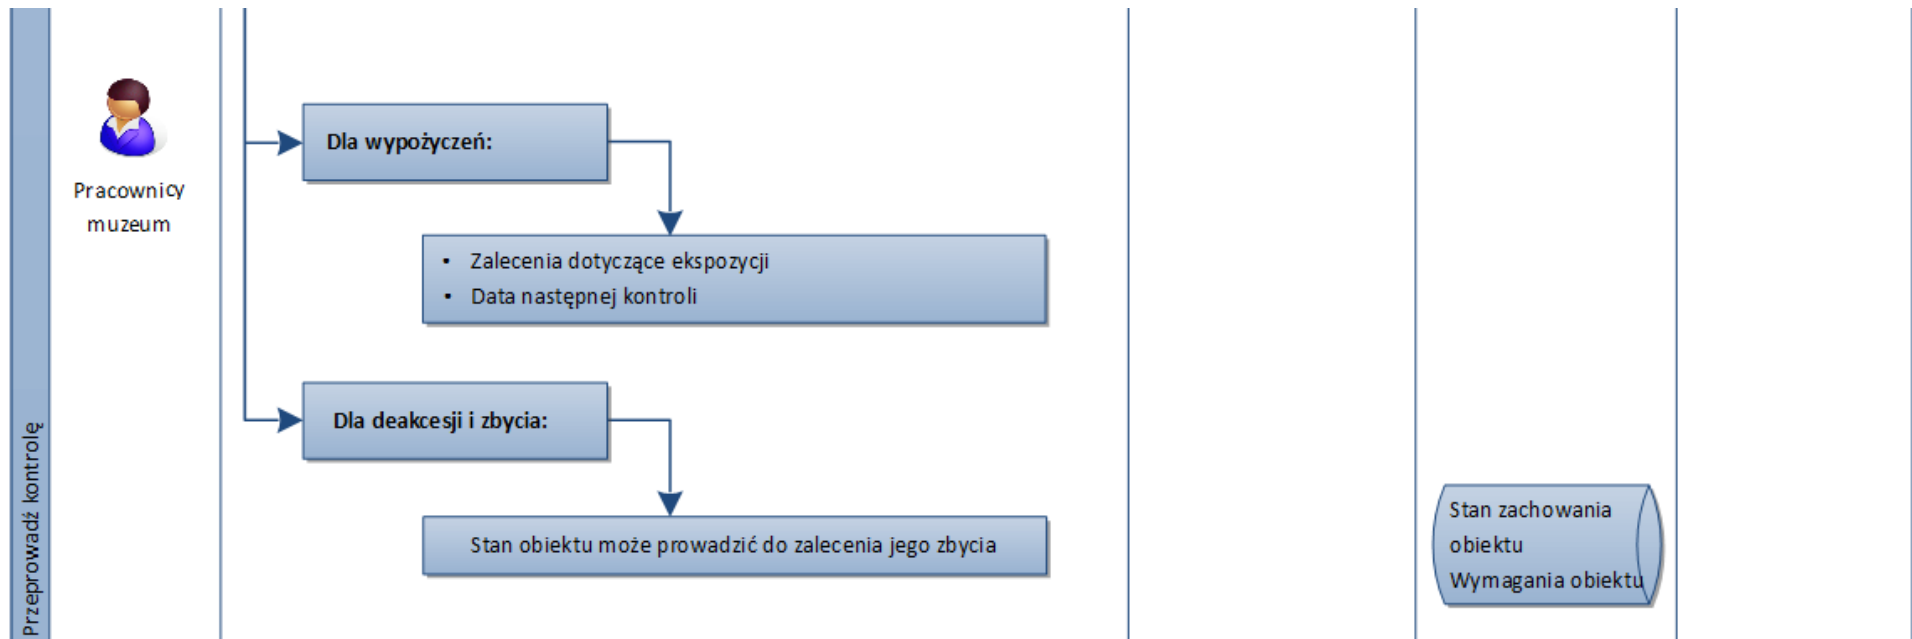 Przeprowadź kontrolę
Pracownicy
muzeum
Dla wypożyczeń:
• Zalecenia dotyczące ekspozycji
• Data następnej kontroli
Dla deakcesji i zbycia:
Stan obiektu może prowadzić do zalecenia jego zbycia
Stan zachowania
obiektu
Wymagania obiektu